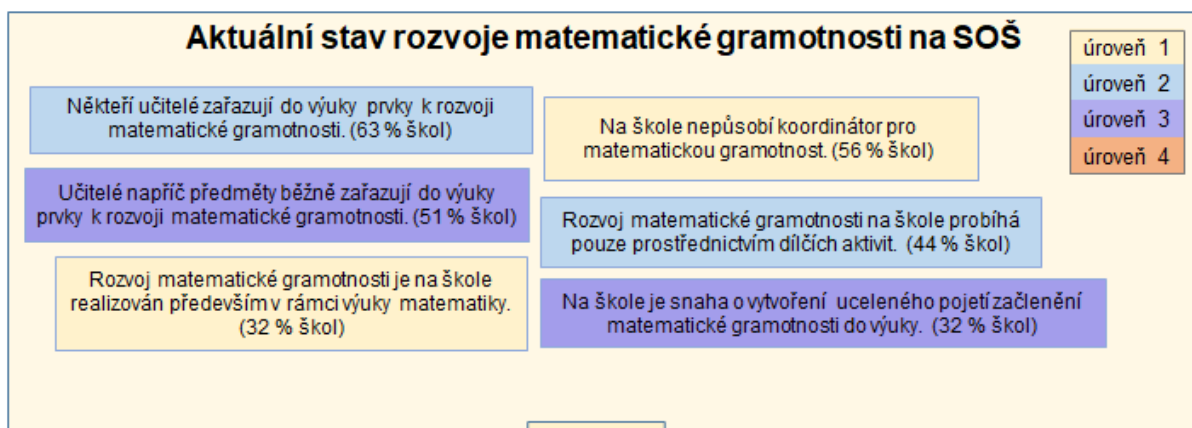 Aktuální stav rozvoje matematické gramotnosti na SOŠ
úroveň 1
úroveň 2
úroveň 3
úroveň 4
Někteří učitelé zařazují do výuky prvky k rozvoji
matematické gramotnosti. (63 % škol)
Na škole nepůsobí koordinátor pro
matematickou gramotnost. (56 % škol)
Učitelé napříč předměty běžně zařazují do výuky
prvky k rozvoji matematické gramotnosti. (51 % škol)
Rozvoj matematické gramotnosti na škole probíhá
pouze prostřednictvím dílčích aktivit. (44 % škol)
Rozvoj matematické gramotnosti je na škole
realizován především v rámci výuky matematiky.
(32 % škol)
Na škole je snaha o vytvoření uceleného pojetí začlenění
matematické gramotnosti do výuky. (32 % škol)